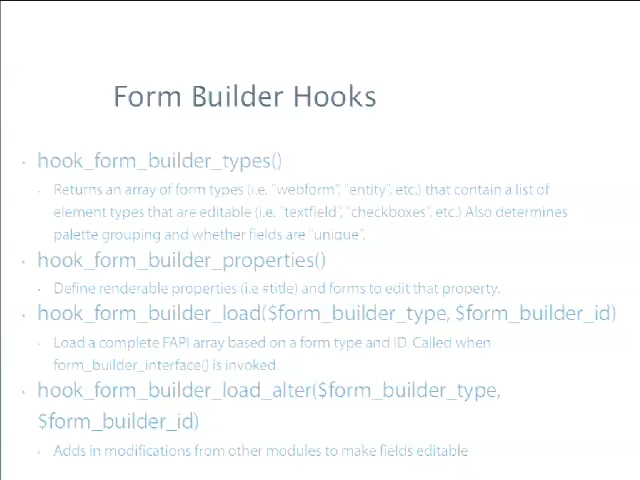 Form Builder Hooks
hook_form_builder_types()
Returns an array of form types (i.e. "webform", "entity", etc.) that contain a list of
element types that are editable (i.e. "textfield", "checkboxes", etc.) Also determines
palette grouping and whether fields are "unique".
hook_form_builder_properties()
Define renderable properties (i.e #title) and forms to edit that property.
hook_form_builder_load($form_builder_type, $form_builder_id)
Load a complete FAPI array based on a form type and ID. Called when
form_builder_interface() is invoked.
hook_form_builder_load_alter($form_builder_type,
$form_builder_id)
Adds in modifications from other modules to make fields editable